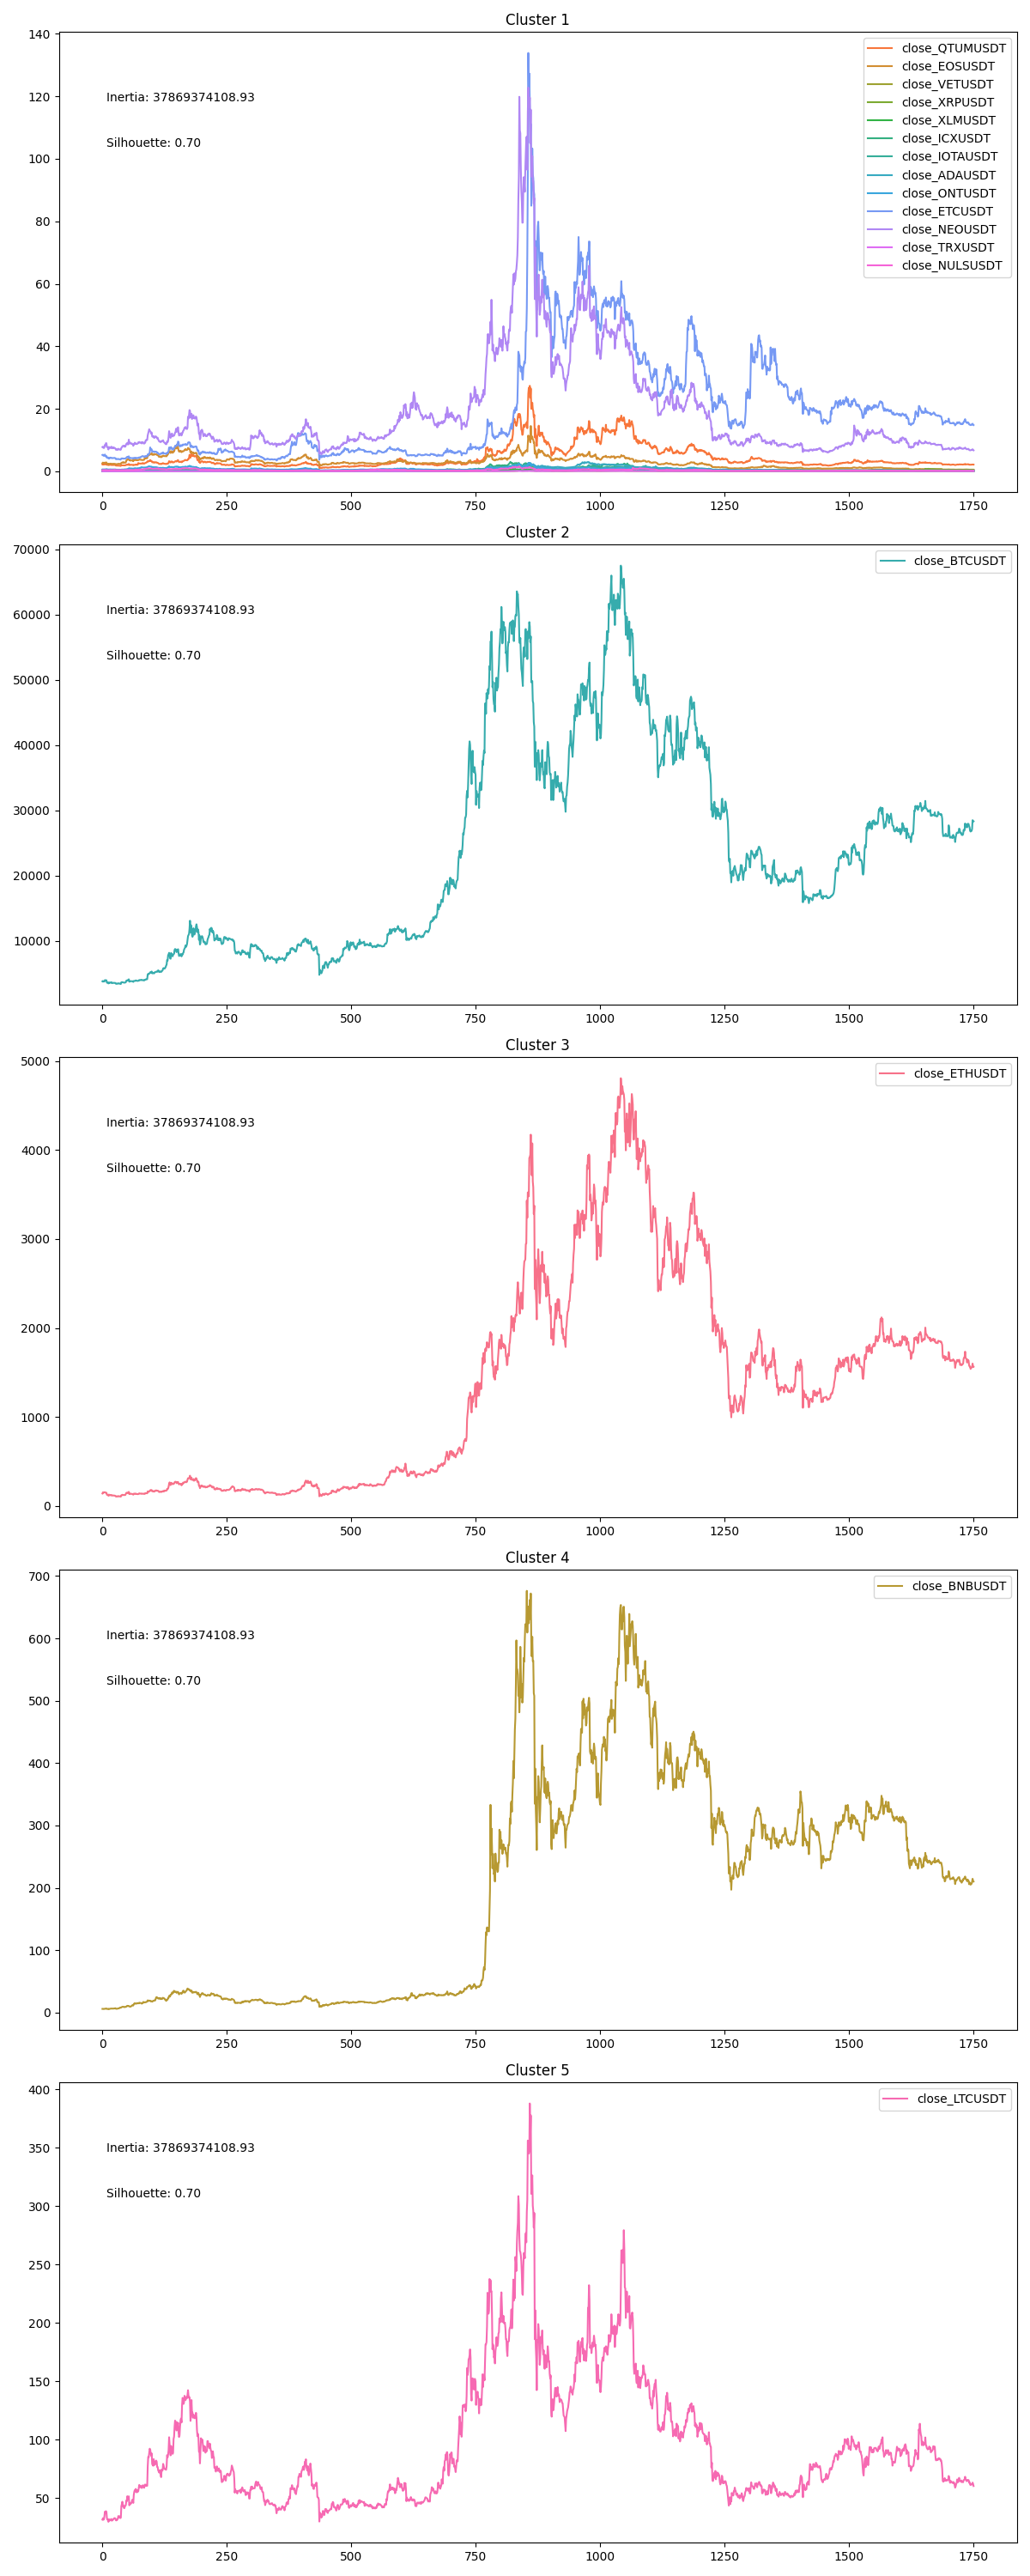 Cluster 1
140
120
100
80
60
40
20
0
Inertia: 37869374108.93
Silhouette: 0.70
close_QTUMUSDT
close_EOSUSDT
close_VETUSDT
close_XRPUSDT
close_XLMUSDT
close_ICXUSDT
close_IOTAUSDT
close_ADAUSDT
close_ONTUSDT
close_ETCUSDT
close_NEOUSDT
close_TRXUSDT
close_NULSUSDT
0 250 500 750 1000 1250 1500 1750
Cluster 2
70000
60000
50000
40000
30000
20000
10000
Inertia: 37869374108.93
Silhouette: 0.70
close_BTCUSDT
0 250 500 750 1000 1250 1500 1750
Cluster 3
5000
4000
3000
2000
1000
0
Inertia: 37869374108.93
Silhouette: 0.70
close_ETHUSDT
0 250 500 750 1000 1250 1500 1750
Cluster 4
700
600
500
400
300
200
100
0
Inertia: 37869374108.93
Silhouette: 0.70
close_BNBUSDT
0 250 500 750 1000 1250 1500 1750
Cluster 5
400
350
300
250
200
150
100
50
Inertia: 37869374108.93
Silhouette: 0.70
close_LTCUSDT
0 250 500 750 1000 1250 1500 1750